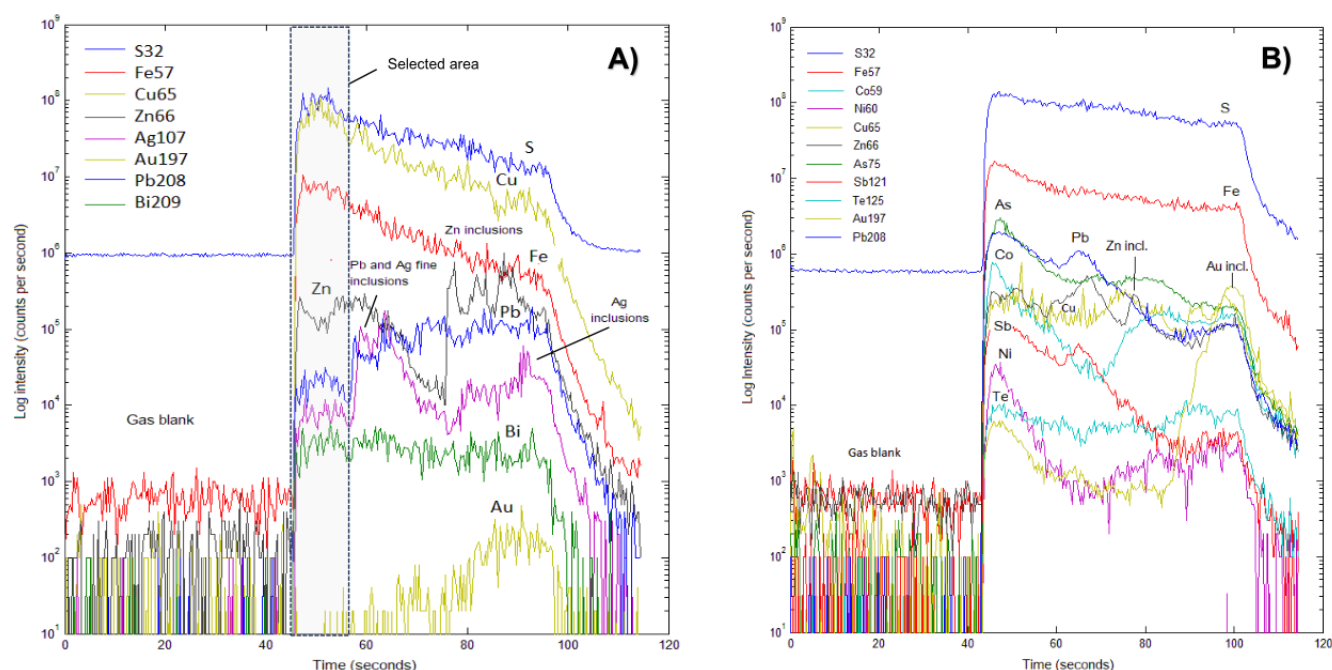 A)
Selected area
S32
Fe57
Cu65
Zn66
Ag107
Au197
Pb208
Bi209
S
Cu
Zn inclusions
Fe
Pb and Ag fine
inclusions
Zn
Pb
Ag
inclusions
Gas blank
Bi
Au
Log intensity (counts per second)
10⁹
10⁸
10⁷
10⁶
10⁵
10⁴
10³
10²
10¹
0
20
40
60
80
100
120
Time (seconds)
B)
S32
Fe57
Co59
Ni60
Cu65
Zn66
As75
Sb121
Te125
Au197
Pb208
S
Fe
As
Pb
Zn incl.
Co
Au incl.
Cu
Sb
Ni
Te
Gas blank
Log Intensity (counts per second)
10⁹
10⁸
10⁷
10⁶
10⁵
10⁴
10³
10²
10¹
0
20
40
60
80
100
120
Time (seconds)